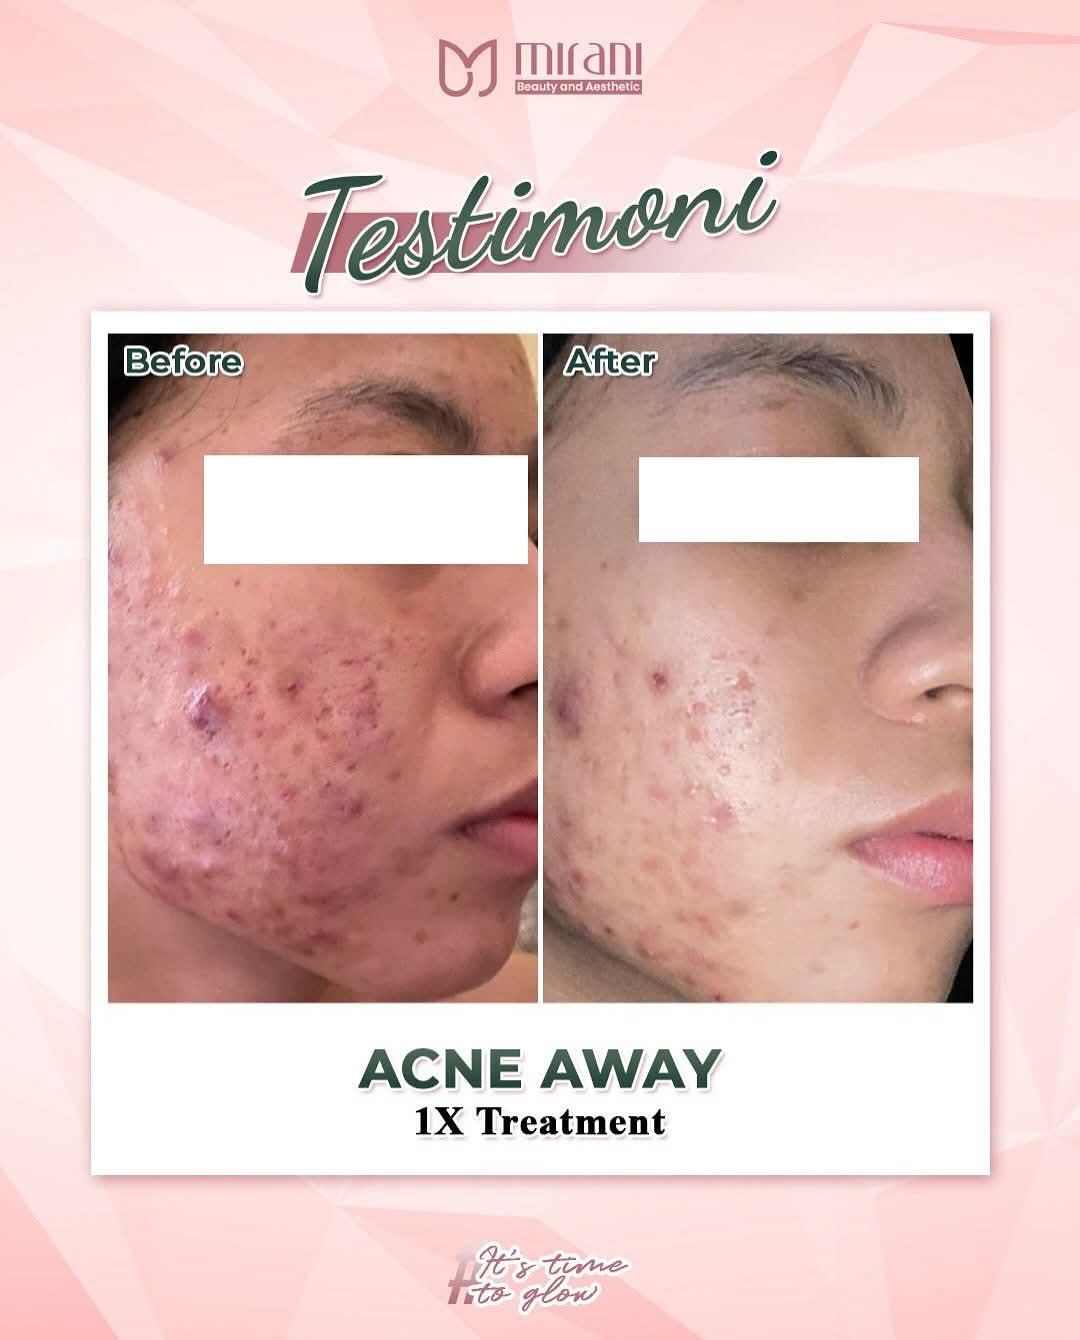 mirani
Beauty and Aesthetic
Testimoni
Before
After
ACNE AWAY
1X Treatment
#It's time
to glow